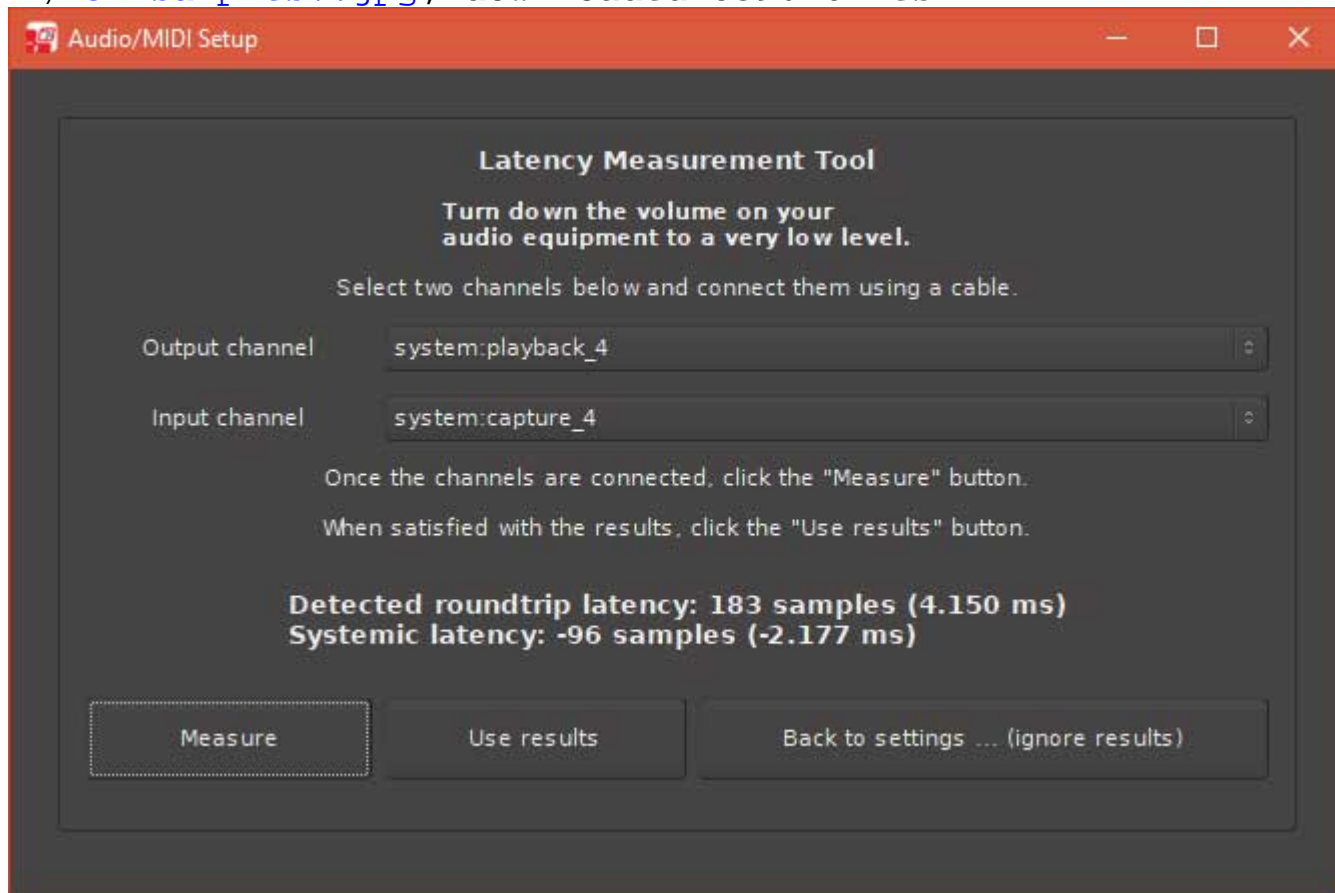 Audio/MIDI Setup
Latency Measurement Tool
Turn down the volume on your
audio equipment to a very low level.
Select two channels below and connect them using a cable.
Output channel system:playback_4
Input channel system:capture_4
Once the channels are connected, click the "Measure" button.
When satisfied with the results, click the "Use results" button.
Detected roundtrip latency: 183 samples (4.150 ms)
Systemic latency: -96 samples (-2.177 ms)
Measure Use results Back to settings ... (ignore results)